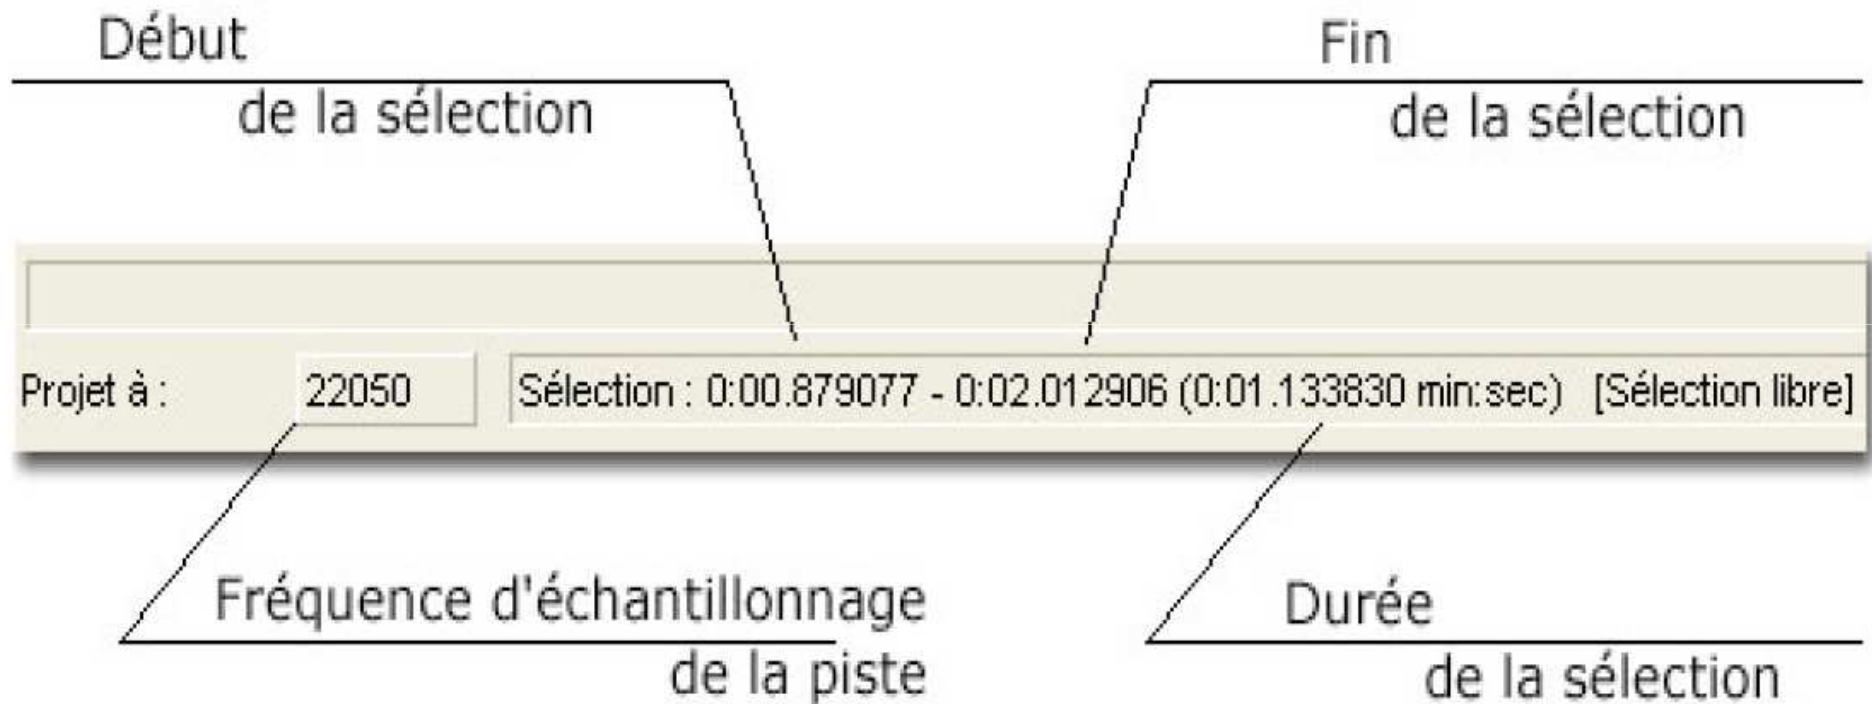 Début
de la sélection
Fin
de la sélection
Projet à :
22050
Sélection : 0:00.879077 - 0:02.012906 (0:01.133830 min:sec) [Sélection libre]
Fréquence d'échantillonnage
de la piste
Durée
de la sélection